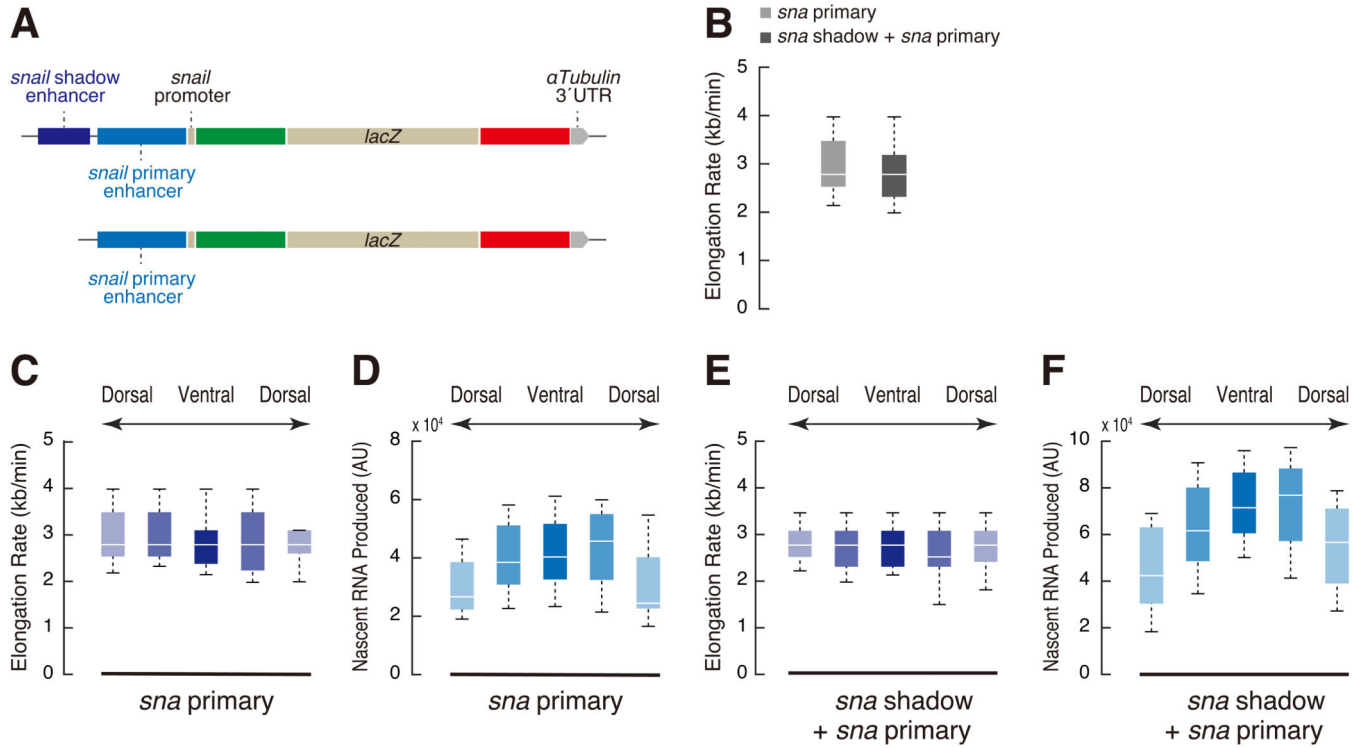 A
snail shadow
enhancer
snail
promoter
αTubulin
3´UTR
lacZ
snail primary
enhancer
lacZ
snail primary
enhancer
B
sna primary
sna shadow + sna primary
Elongation Rate (kb/min)
5
4
3
2
1
0
C
Dorsal Ventral Dorsal
Elongation Rate (kb/min)
5
4
3
2
1
0
sna primary
D
Dorsal Ventral Dorsal
x 10⁴
Nascent RNA Produced (AU)
8
6
4
2
0
sna primary
E
Dorsal Ventral Dorsal
Elongation Rate (kb/min)
5
4
3
2
1
0
sna shadow
+ sna primary
F
Dorsal Ventral Dorsal
x 10⁴
Nascent RNA Produced (AU)
10
8
6
4
2
0
sna shadow
+ sna primary